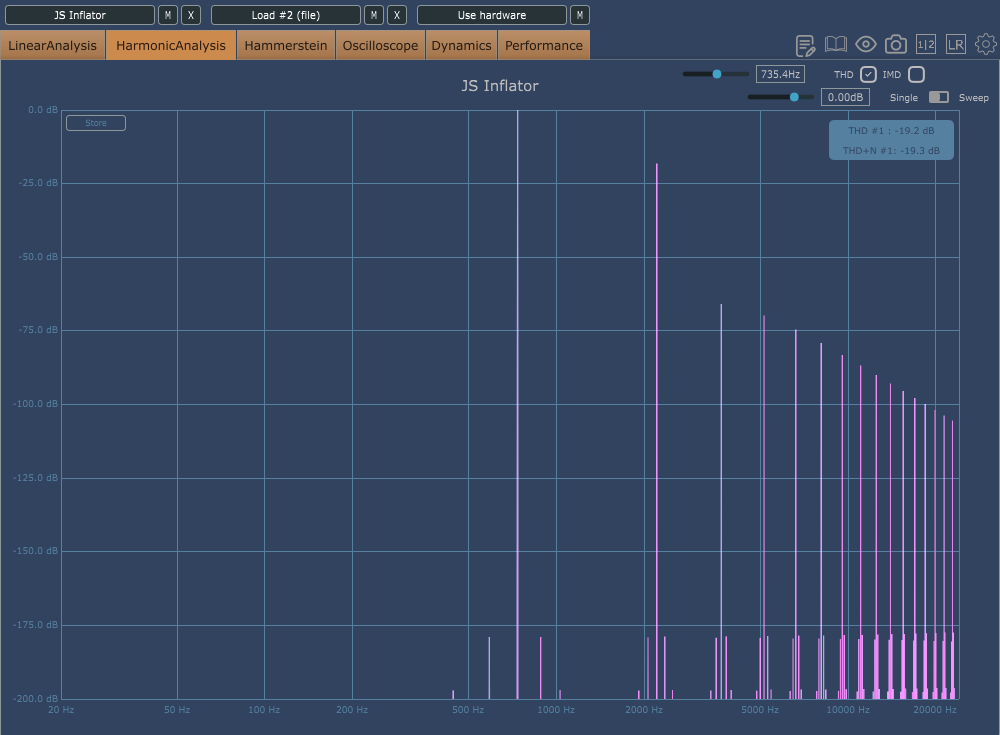 JS Inflator M X Load #2 (file) M X Use hardware M
LinearAnalysis HarmonicAnalysis Hammerstein Oscilloscope Dynamics Performance 1|2 LR
JS Inflator
735.4Hz THD IMD
0.00dB Single Sweep
Store
THD #1 : -19.2 dB
THD+N #1: -19.3 dB
0.0 dB
-25.0 dB
-50.0 dB
-75.0 dB
-100.0 dB
-125.0 dB
-150.0 dB
-175.0 dB
-200.0 dB
20 Hz 50 Hz 100 Hz 200 Hz 500 Hz 1000 Hz 2000 Hz 5000 Hz 10000 Hz 20000 Hz